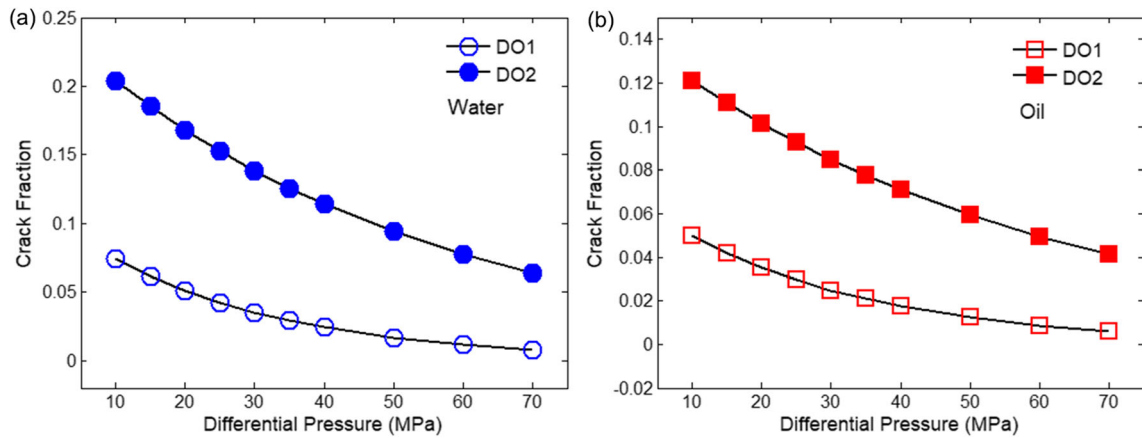 (a)
0.25
0.2
0.15
0.1
0.05
0
Crack Fraction
DO1
DO2
Water
10 20 30 40 50 60 70
Differential Pressure (MPa)
(b)
0.14
0.12
0.1
0.08
0.06
0.04
0.02
0
-0.02
Crack Fraction
DO1
DO2
Oil
10 20 30 40 50 60 70
Differential Pressure (MPa)